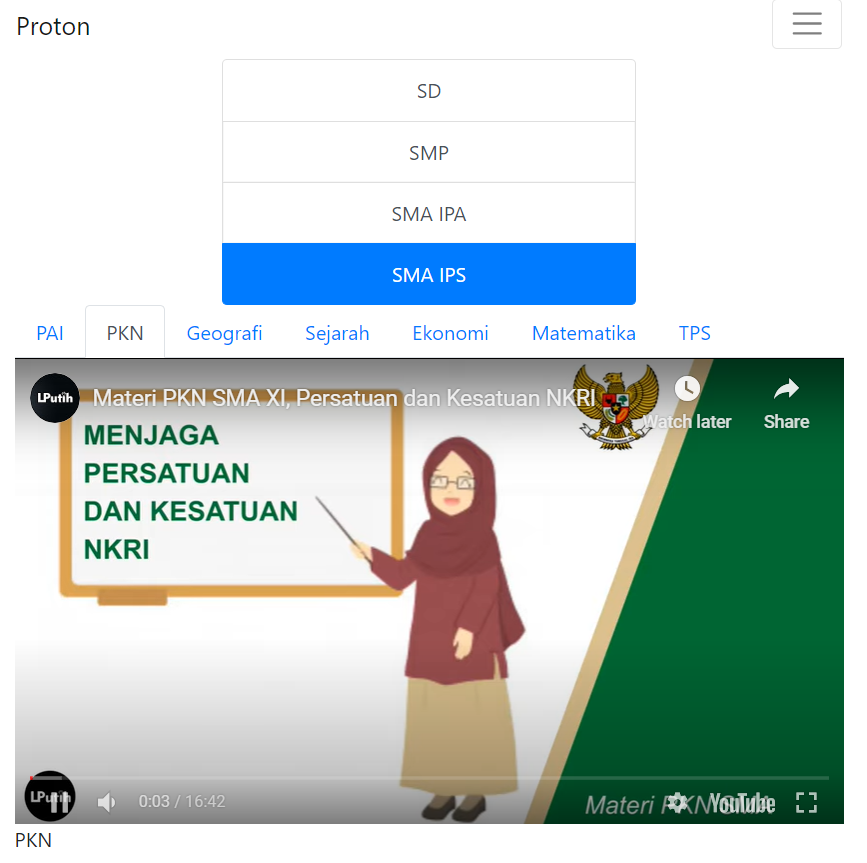 Proton
SD
SMP
SMA IPA
SMA IPS
PAI PKN Geografi Sejarah Ekonomi Matematika TPS
LPutih Materi PKN SMA XI, Persatuan dan Kesatuan NKRI
Watch later Share
MENJAGA
PERSATUAN
DAN KESATUAN
NKRI
LPutih 0:03 / 16:42 Materi PKN SMA YouTube
PKN